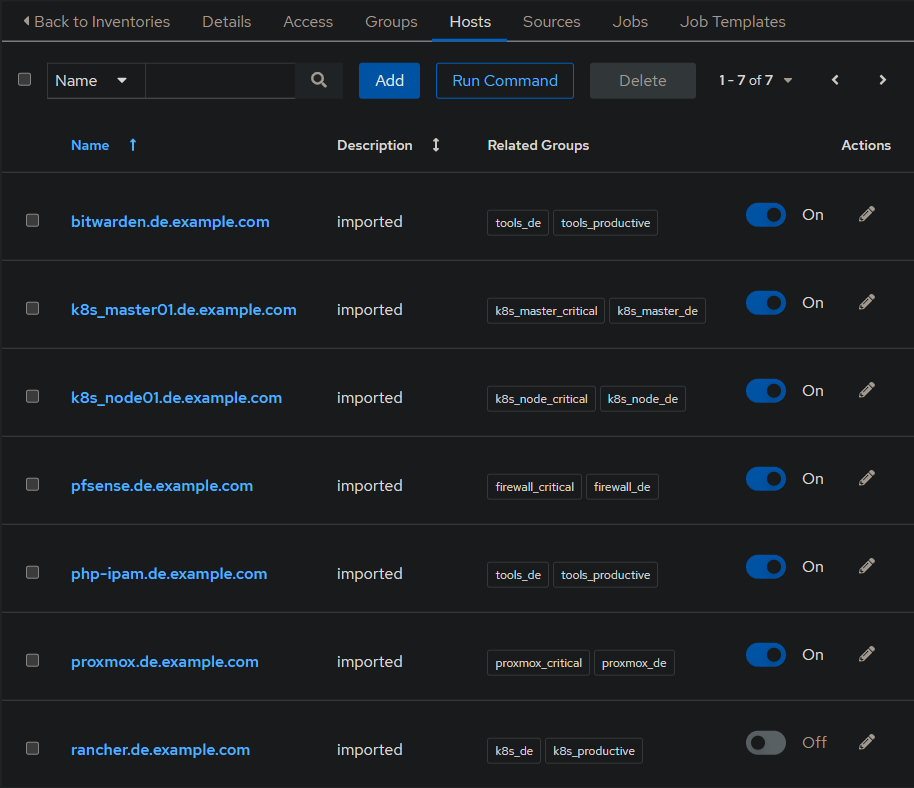 Back to Inventories Details Access Groups Hosts Sources Jobs Job Templates
Name Add Run Command Delete 1 - 7 of 7
Name Description Related Groups Actions
bitwarden.de.example.com imported tools_de tools_productive On
k8s_master01.de.example.com imported k8s_master_critical k8s_master_de On
k8s_node01.de.example.com imported k8s_node_critical k8s_node_de On
pfsense.de.example.com imported firewall_critical firewall_de On
php-ipam.de.example.com imported tools_de tools_productive On
proxmox.de.example.com imported proxmox_critical proxmox_de On
rancher.de.example.com imported k8s_de k8s_productive Off